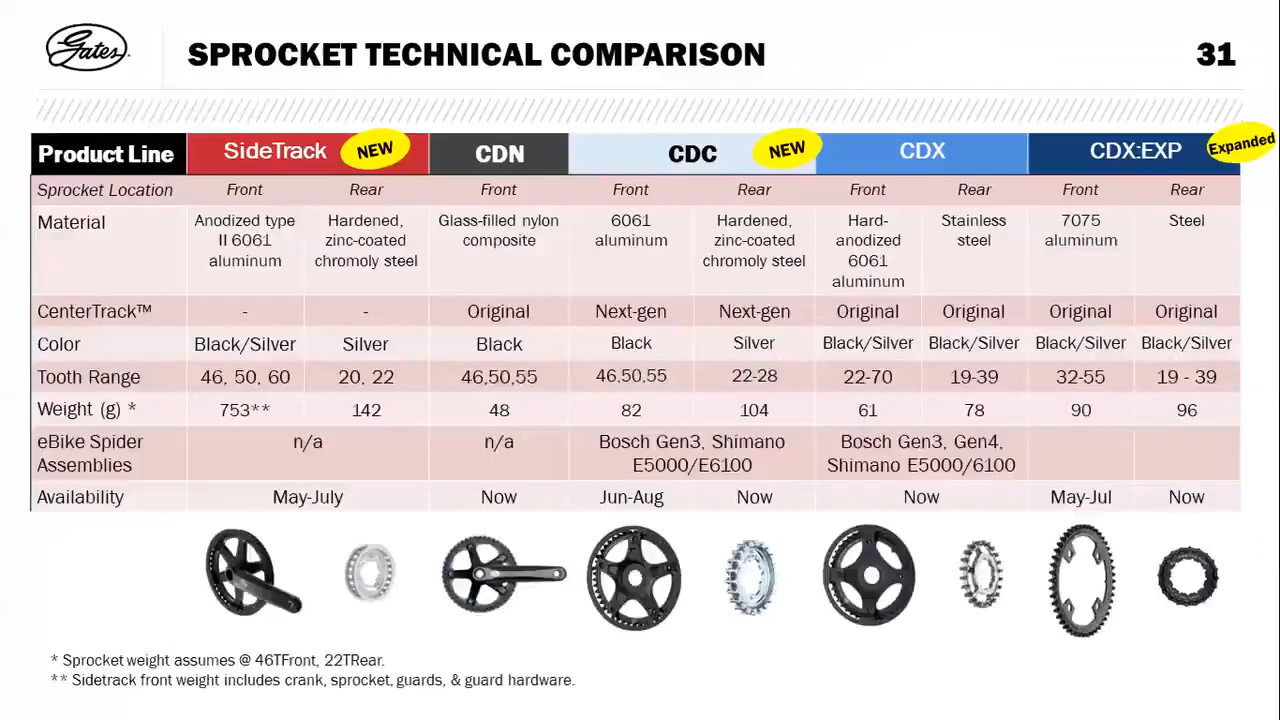 Gates
SPROCKET TECHNICAL COMPARISON
31
Product Line SideTrack NEW CDN CDC NEW CDX CDX:EXP Expanded
Sprocket Location Front Rear Front Front Rear Front Rear Front Rear
Material Anodized type II 6061 aluminum Hardened, zinc-coated chromoly steel Glass-filled nylon composite 6061 aluminum Hardened, zinc-coated chromoly steel Hard-anodized 6061 aluminum Stainless steel 7075 aluminum Steel
CenterTrack™ - - Original Next-gen Next-gen Original Original Original Original
Color Black/Silver Silver Black Black Silver Black/Silver Black/Silver Black/Silver Black/Silver
Tooth Range 46, 50, 60 20, 22 46,50,55 46,50,55 22-28 22-70 19-39 32-55 19 - 39
Weight (g) * 753** 142 48 82 104 61 78 90 96
eBike Spider Assemblies n/a n/a Bosch Gen3, Shimano E5000/E6100 Bosch Gen3, Gen4, Shimano E5000/6100
Availability May-July Now Jun-Aug Now Now May-Jul Now
* Sprocket weight assumes @ 46TFront, 22TRear.
** Sidetrack front weight includes crank, sprocket, guards, & guard hardware.